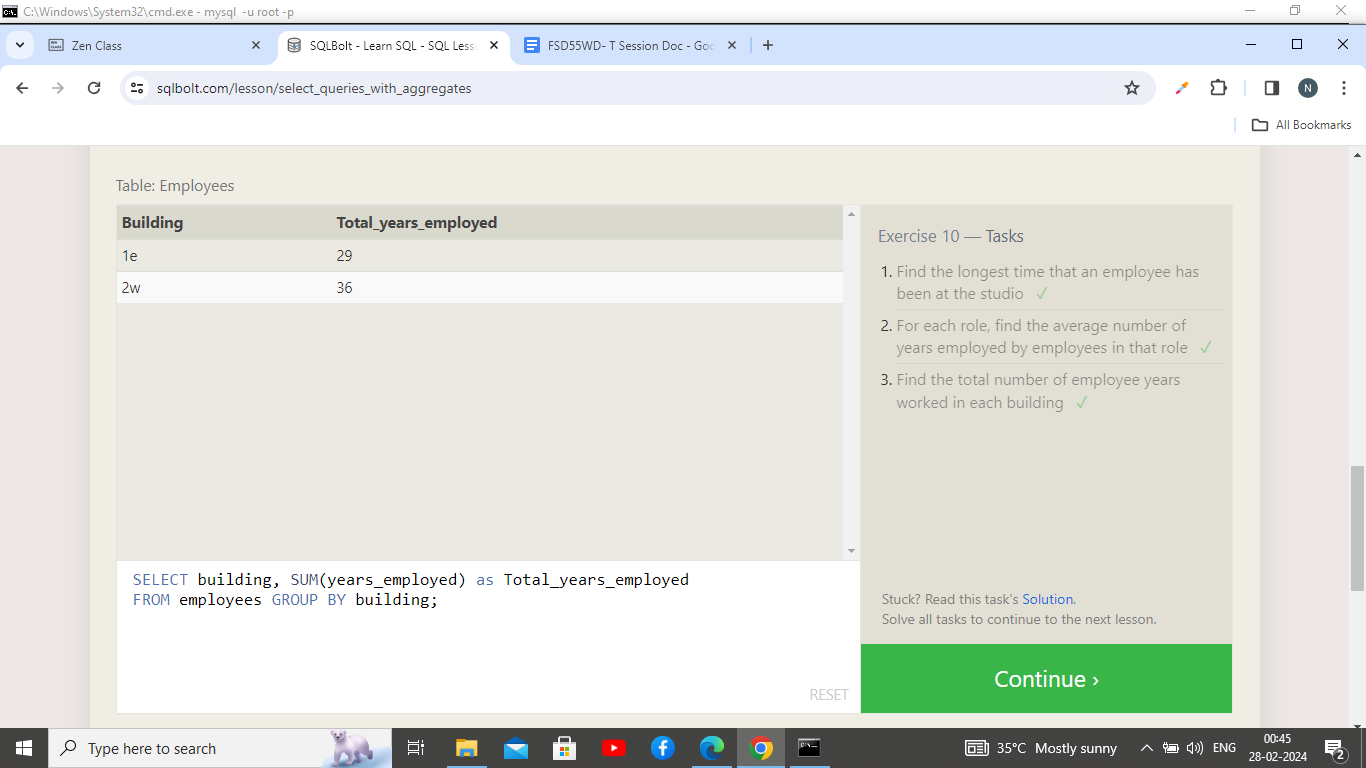 C:\Windows\System32\cmd.exe - mysql -u root -p
Zen Class
SQLBolt - Learn SQL - SQL Less
FSD55WD- T Session Doc - Goo
sqlbolt.com/lesson/select_queries_with_aggregates
N
All Bookmarks
Table: Employees
Building Total_years_employed
1e 29
2w 36
Exercise 10 — Tasks
1. Find the longest time that an employee has
been at the studio ✓
2. For each role, find the average number of
years employed by employees in that role ✓
3. Find the total number of employee years
worked in each building ✓
SELECT building, SUM(years_employed) as Total_years_employed
FROM employees GROUP BY building;
RESET
Stuck? Read this task's Solution.
Solve all tasks to continue to the next lesson.
Continue ›
Type here to search
35°C Mostly sunny
ENG
00:45
28-02-2024
2